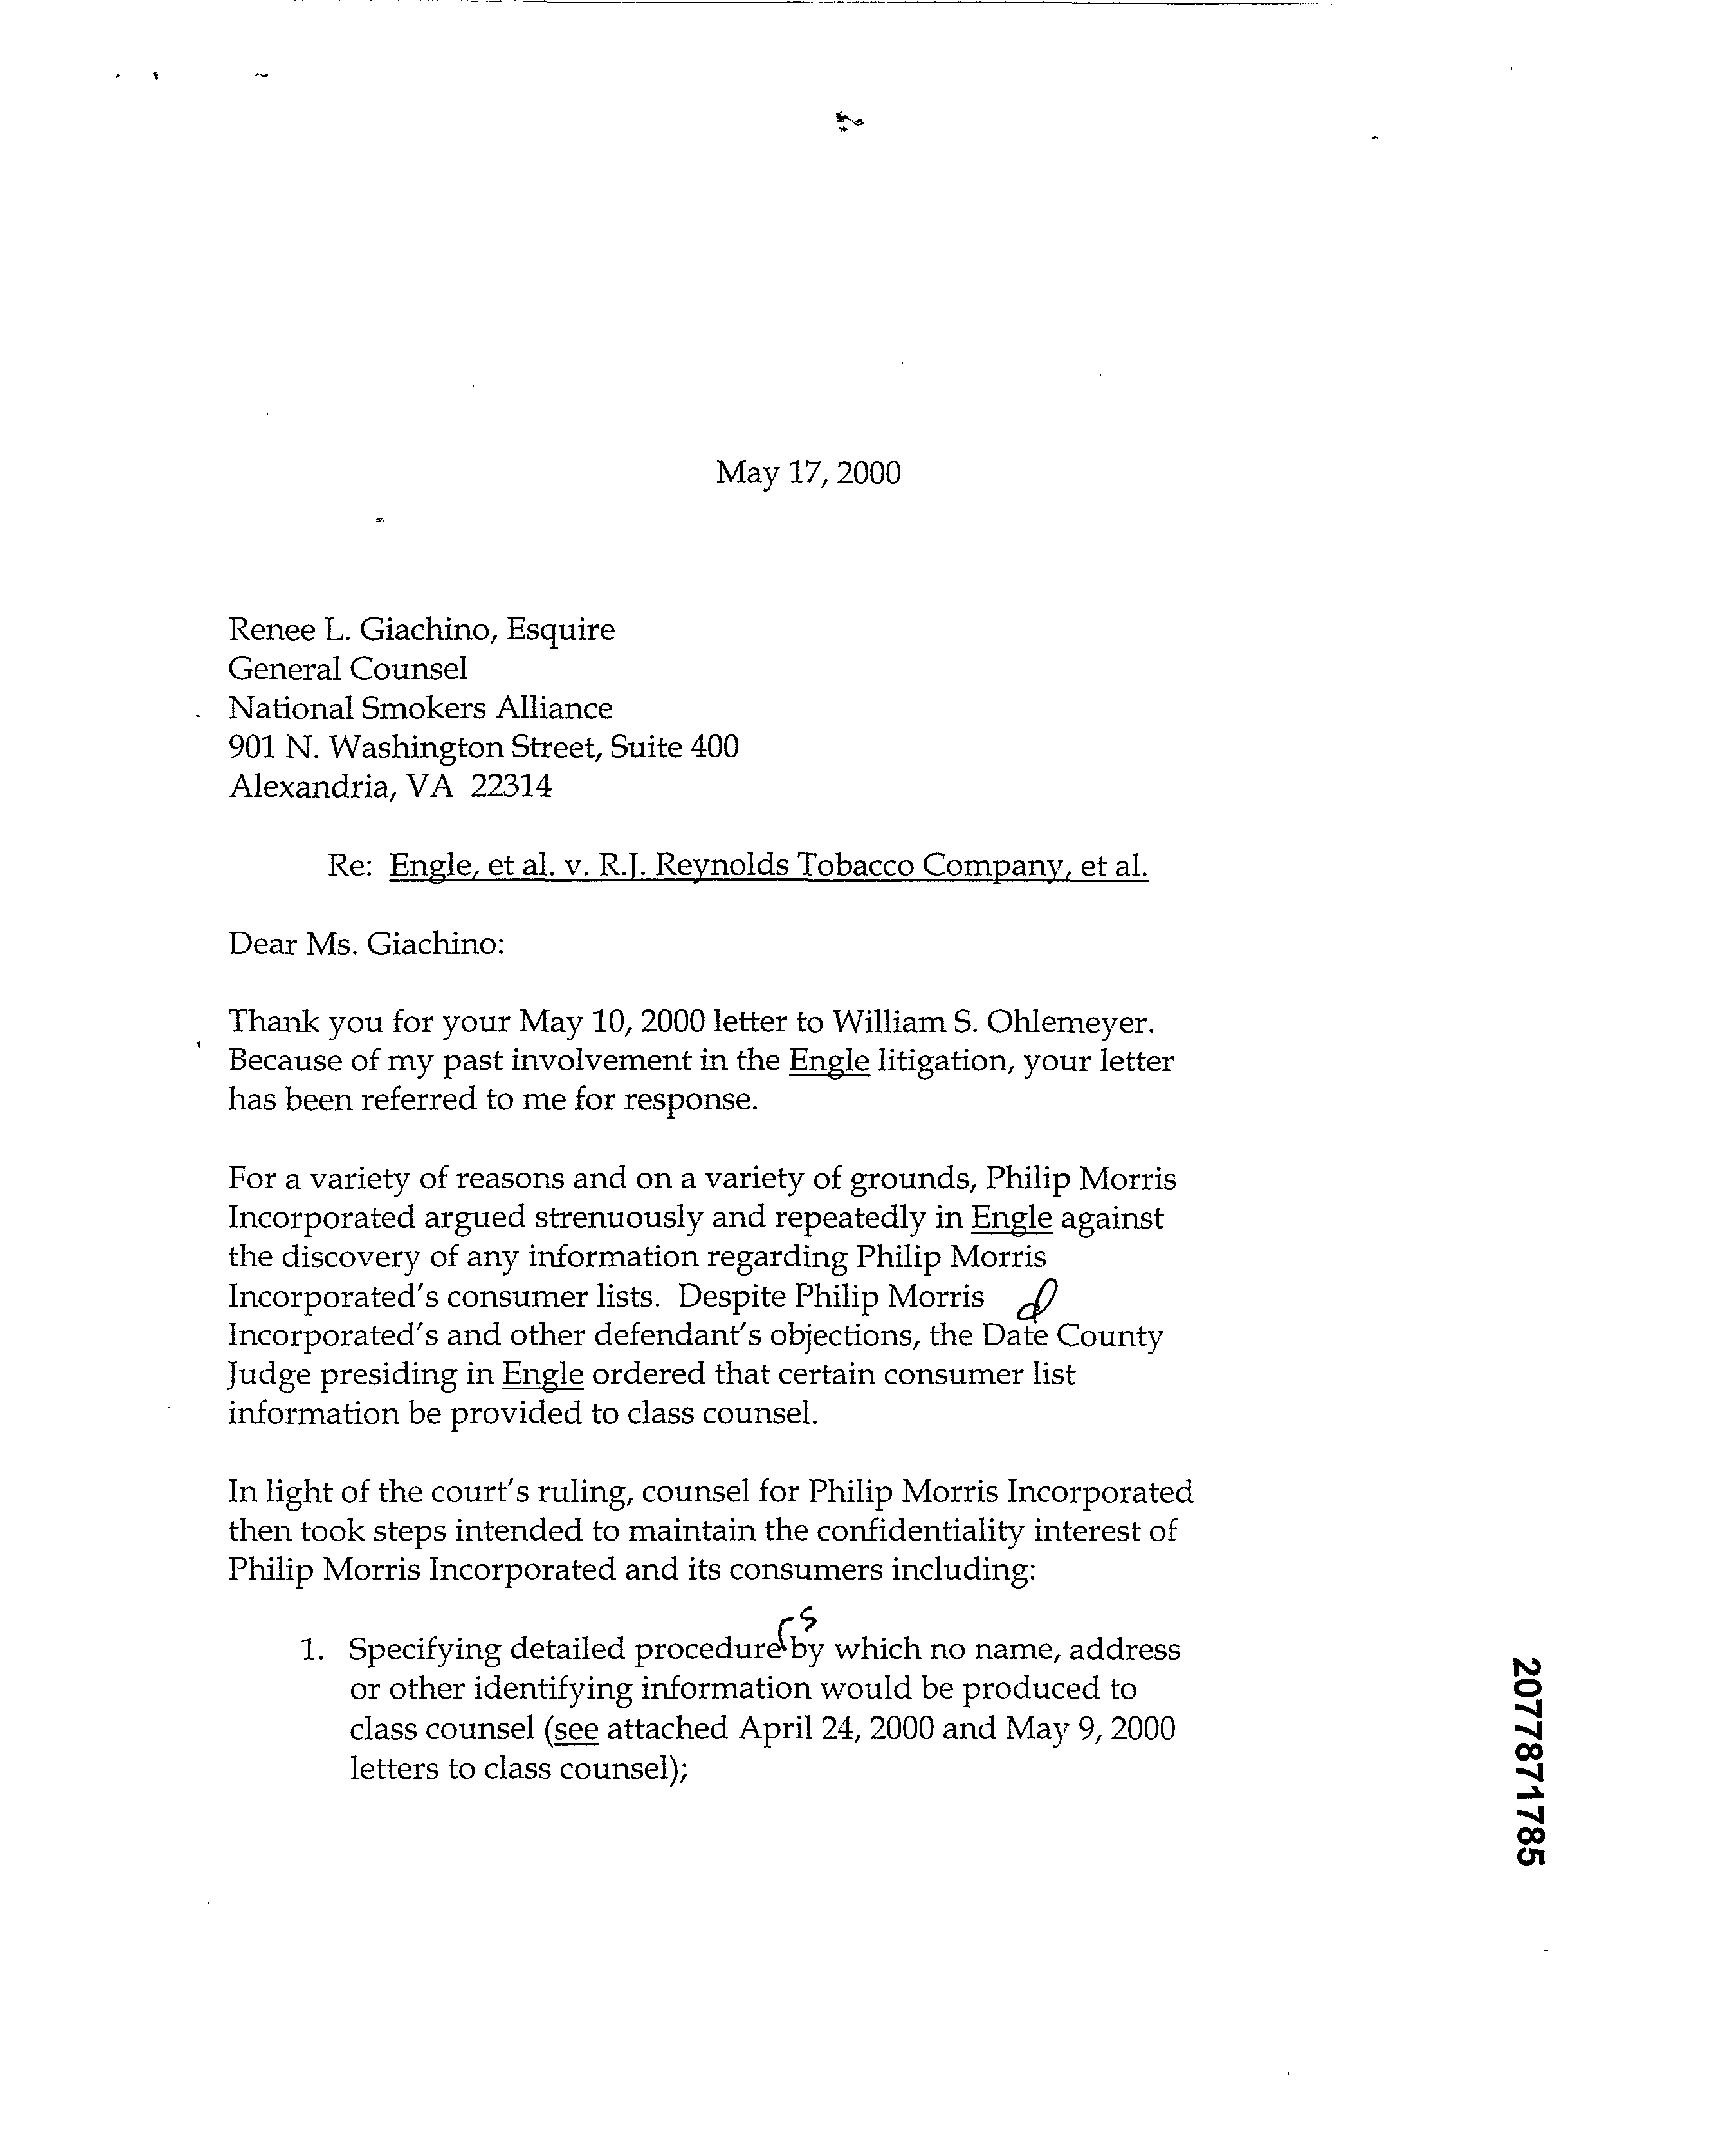 May 17, 2000
Renee L. Giachino, Esquire
General Counsel
National Smokers Alliance
901 N. Washington Street, Suite 400
Alexandria, VA 22314
Re: Engle, et al. v. R.J. Reynolds Tobacco Company, et al.
Dear Ms. Giachino:
Thank you for your May 10, 2000 letter to William S. Ohlemeyer.
Because of my past involvement in the Engle litigation, your letter
has been referred to me for response.
For a variety of reasons and on a variety of grounds, Philip Morris
Incorporated argued strenuously and repeatedly in Engle against
the discovery of any information regarding Philip Morris
Incorporated's consumer lists. Despite Philip Morris
d
Incorporated's and other defendant's objections, the Date County
Judge presiding in Engle ordered that certain consumer list
information be provided to class counsel.
In light of the court's ruling, counsel for Philip Morris Incorporated
then took steps intended to maintain the confidentiality interest of
Philip Morris Incorporated and its consumers including:
s
1. Specifying detailed procedure by which no name, address
or other identifying information would be produced to
class counsel (see attached April 24, 2000 and May 9, 2000
letters to class counsel);
2077871785